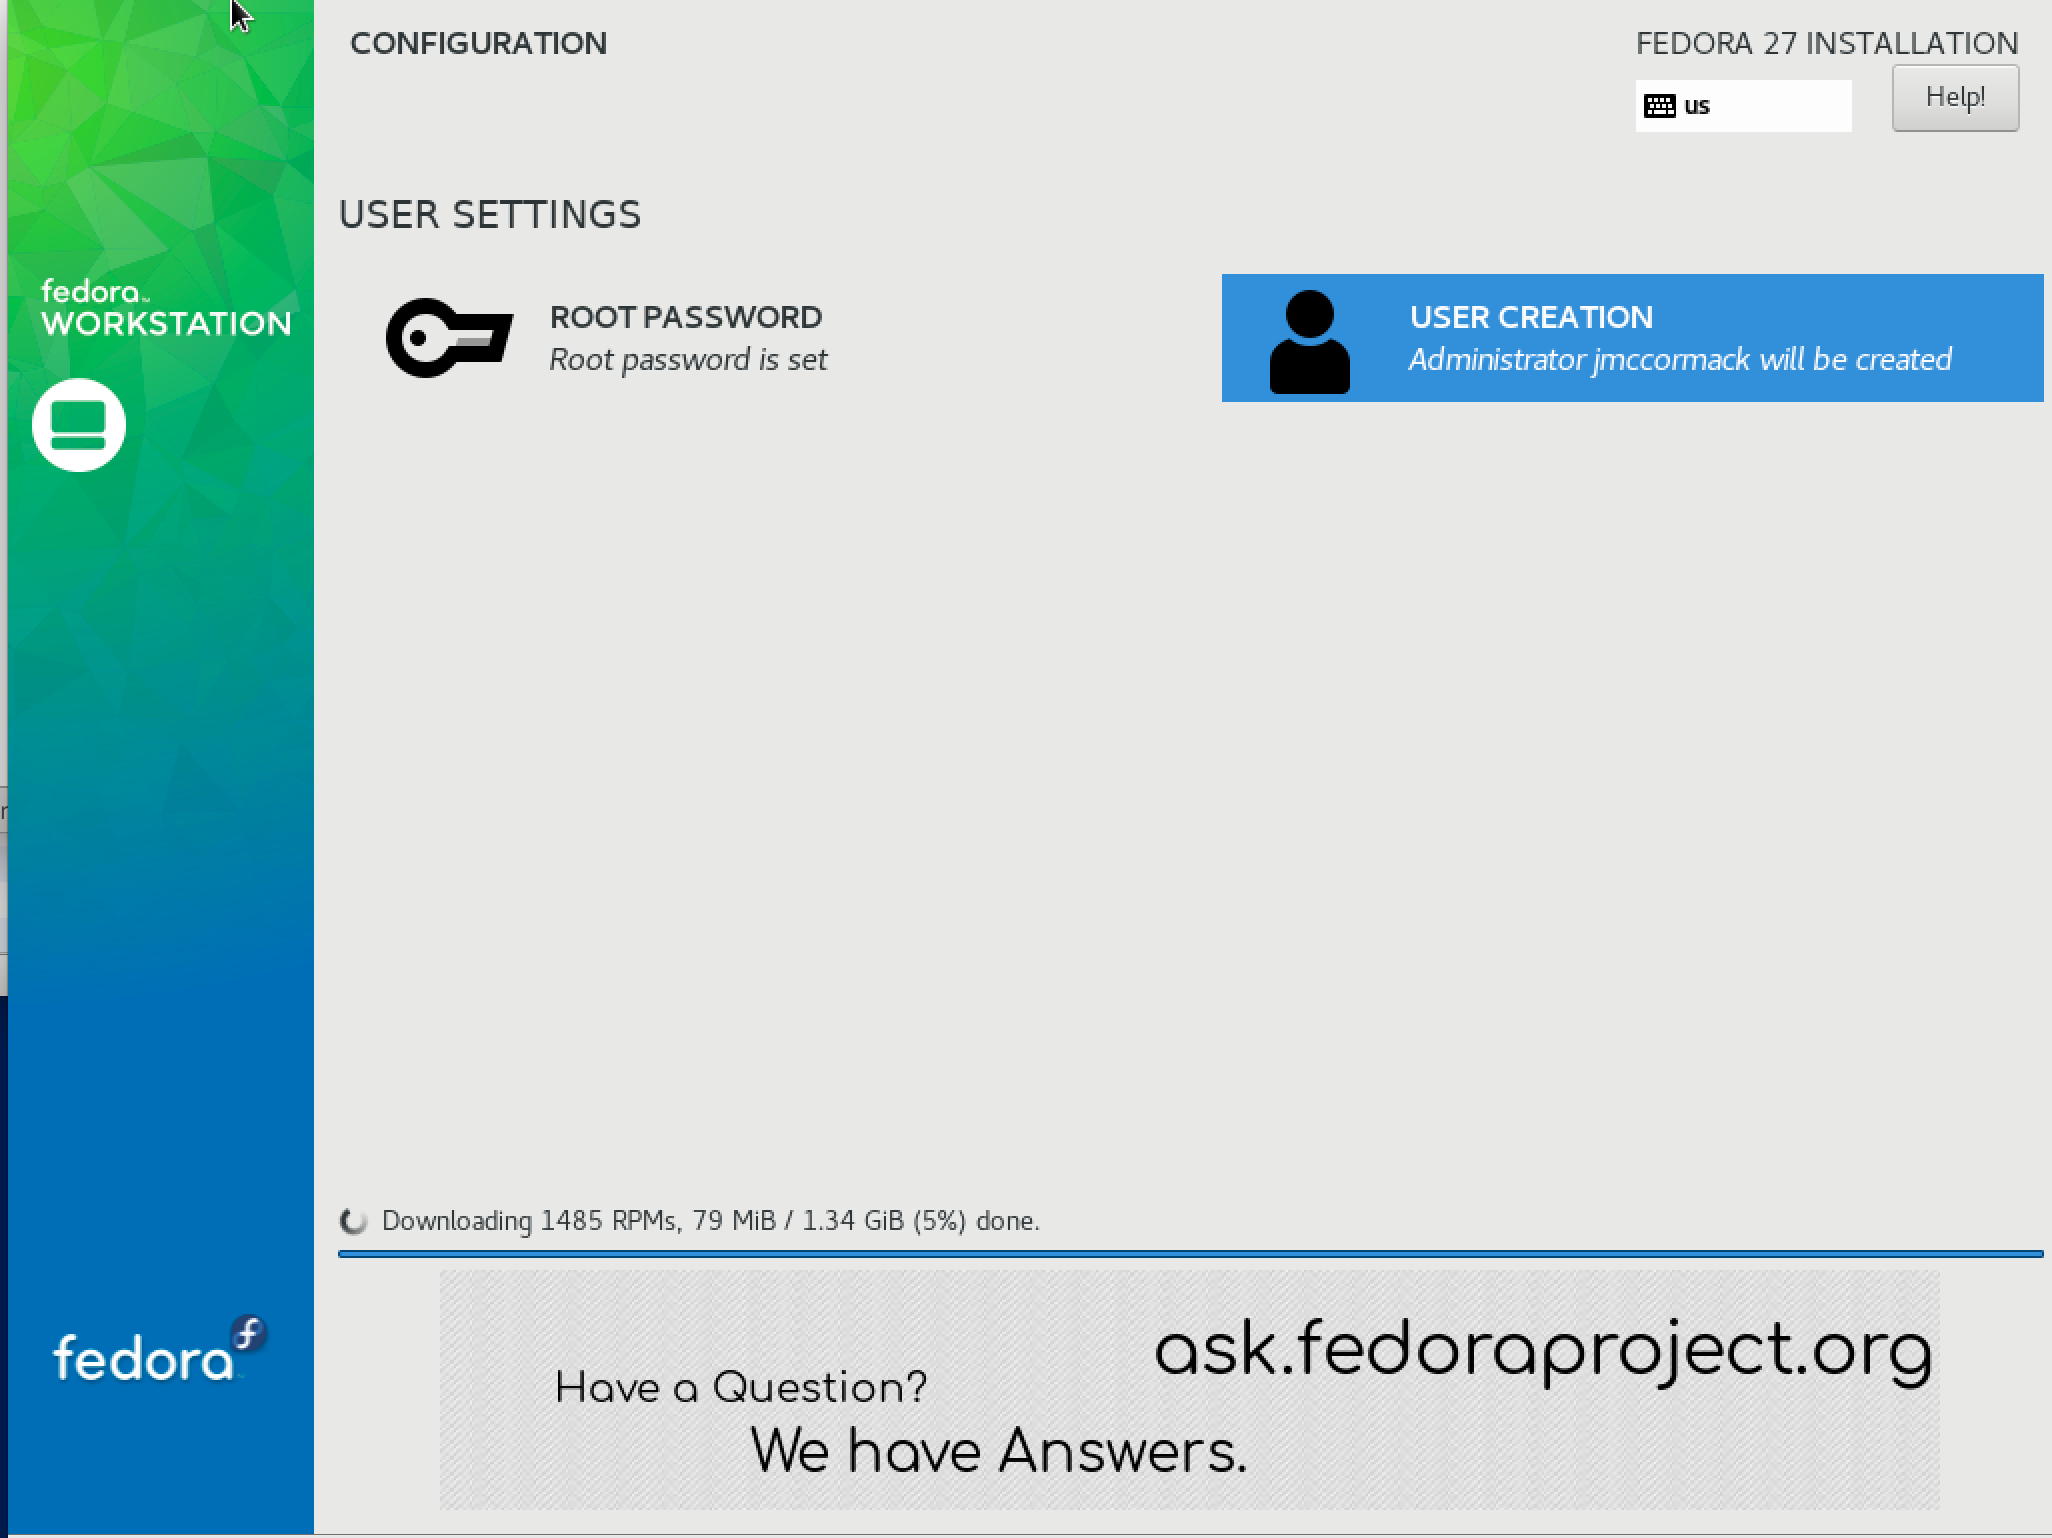 CONFIGURATION
FEDORA 27 INSTALLATION
us
Help!
USER SETTINGS
fedora™
WORKSTATION
ROOT PASSWORD
Root password is set
USER CREATION
Administrator jmccormack will be created
Downloading 1485 RPMs, 79 MiB / 1.34 GiB (5%) done.
fedora
ask.fedoraproject.org
Have a Question?
We have Answers.